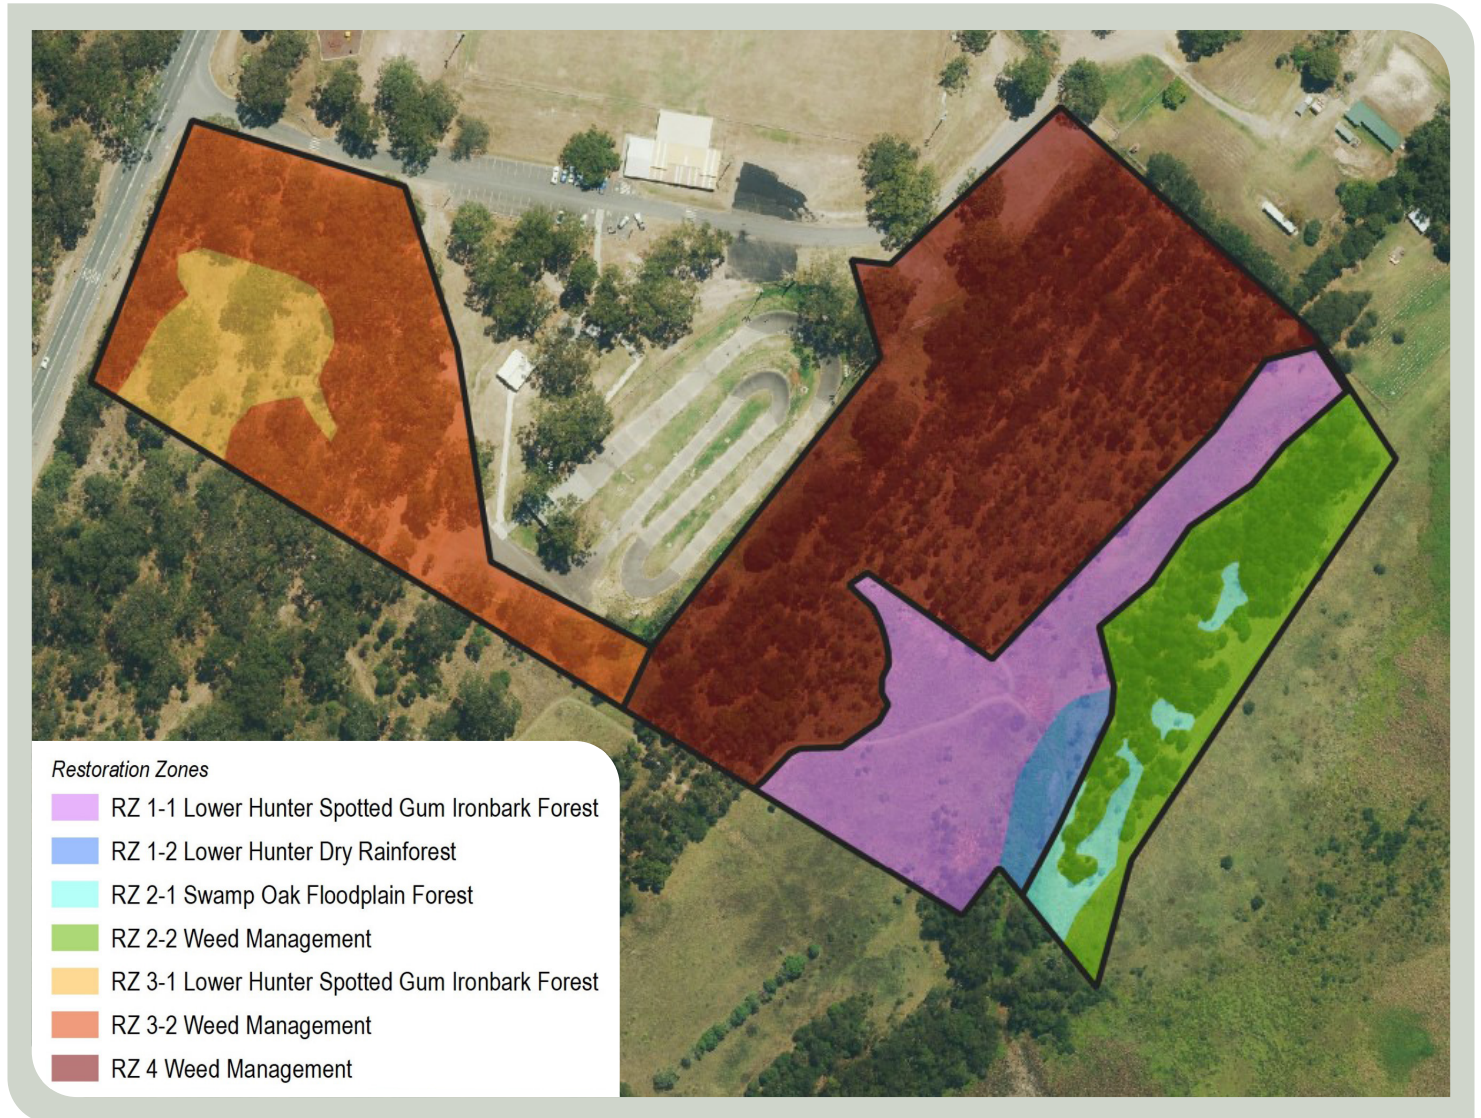 Restoration Zones
RZ 1-1 Lower Hunter Spotted Gum Ironbark Forest
RZ 1-2 Lower Hunter Dry Rainforest
RZ 2-1 Swamp Oak Floodplain Forest
RZ 2-2 Weed Management
RZ 3-1 Lower Hunter Spotted Gum Ironbark Forest
RZ 3-2 Weed Management
RZ 4 Weed Management